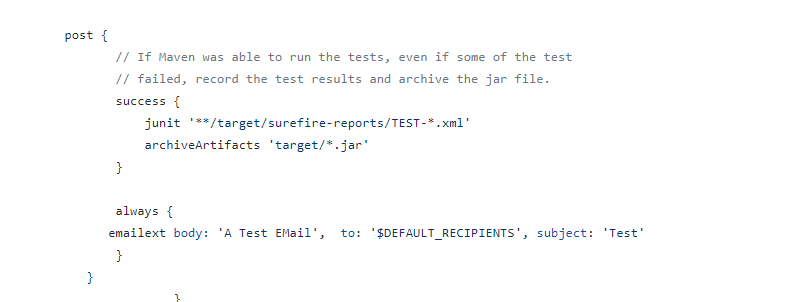 post {
// If Maven was able to run the tests, even if some of the test
// failed, record the test results and archive the jar file.
success {
junit '**/target/surefire-reports/TEST-*.xml'
archiveArtifacts 'target/*.jar'
}
always {
emailext body: 'A Test EMail',  to: '$DEFAULT_RECIPIENTS', subject: 'Test'
}
}
}